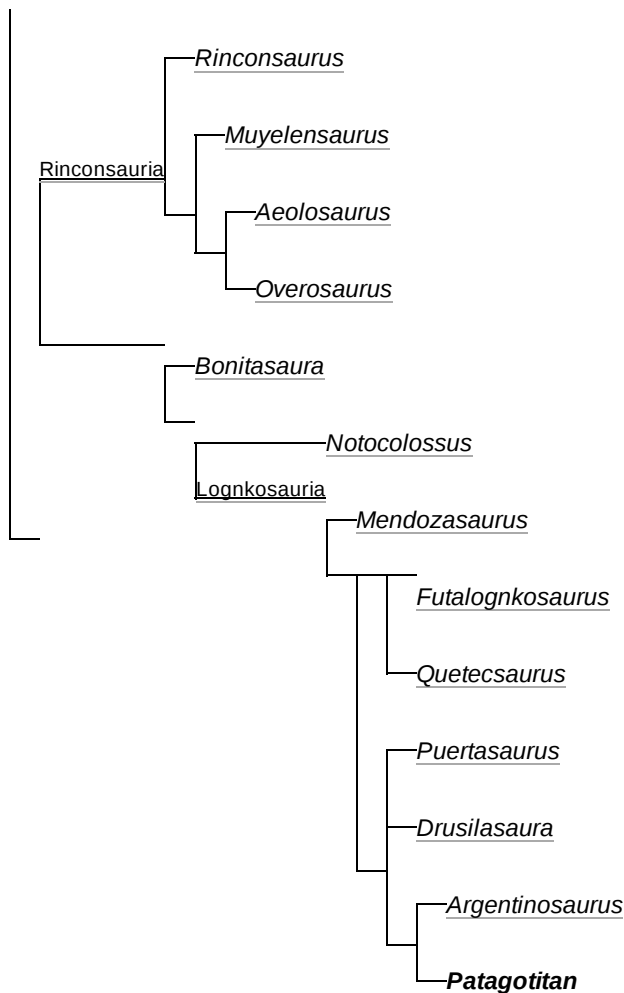 Rinconsaurus
Muyelensaurus
Rinconsauria
Aeolosaurus
Overosaurus
Bonitasaura
Notocolossus
Lognkosauria
Mendozasaurus
Futalognkosaurus
Quetecsaurus
Puertasaurus
Drusilasaura
Argentinosaurus
Patagotitan